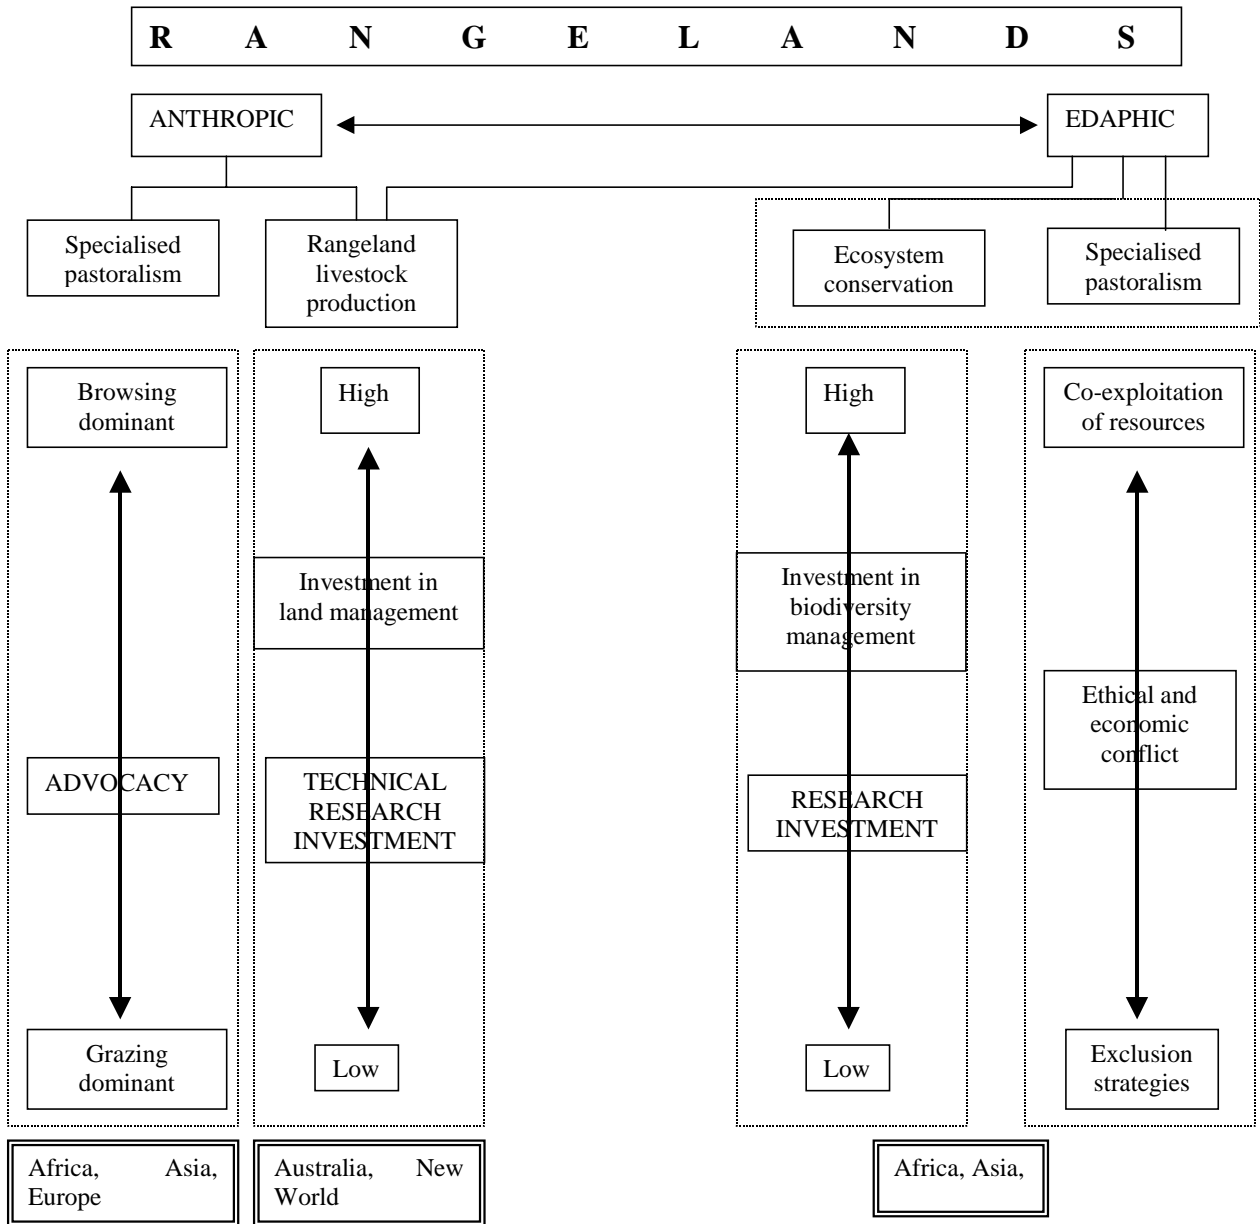 R A N G E L A N D S
ANTHROPIC
EDAPHIC
Specialised
pastoralism
Rangeland
livestock
production
Ecosystem
conservation
Specialised
pastoralism
Browsing
dominant
High
High
Co-exploitation
of resources
Investment in
land management
Investment in
biodiversity
management
Ethical and
economic
conflict
ADVOCACY
TECHNICAL
RESEARCH
INVESTMENT
RESEARCH
INVESTMENT
Grazing
dominant
Low
Low
Exclusion
strategies
Africa, Asia,
Europe
Australia, New
World
Africa, Asia,